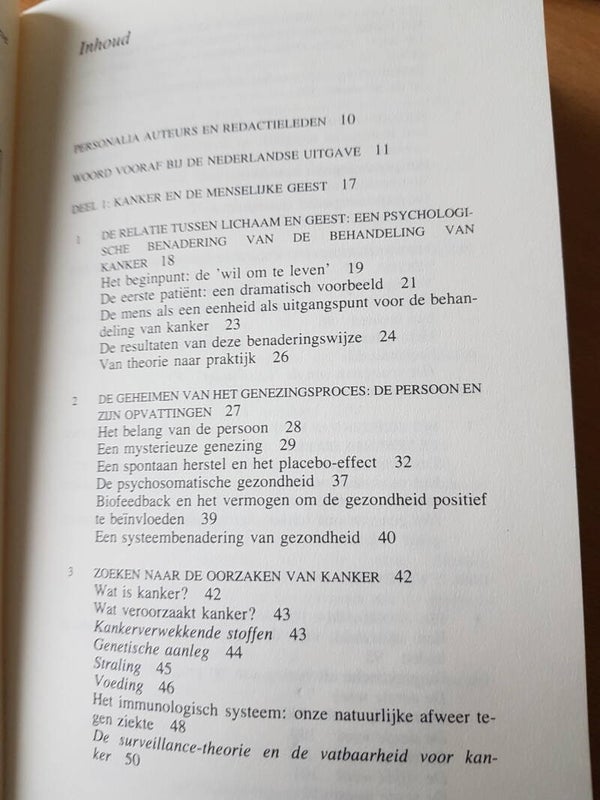 Inhoud
PERSONALIA AUTEURS EN REDACTIELEDEN 10
WOORD VOORAF BIJ DE NEDERLANDSE UITGAVE 11
DEEL 1: KANKER EN DE MENSELIJKE GEEST 17
1 DE RELATIE TUSSEN LICHAAM EN GEEST: EEN PSYCHOLOGI-
SCHE BENADERING VAN DE BEHANDELING VAN
KANKER 18
Het beginpunt: de 'wil om te leven' 19
De eerste patiënt: een dramatisch voorbeeld 21
De mens als een eenheid als uitgangspunt voor de behan-
deling van kanker 23
De resultaten van deze benaderingswijze 24
Van theorie naar praktijk 26
2 DE GEHEIMEN VAN HET GENEZINGSPROCES: DE PERSOON EN
ZIJN OPVATTINGEN 27
Het belang van de persoon 28
Een mysterieuze genezing 29
Een spontaan herstel en het placebo-effect 32
De psychosomatische gezondheid 37
Biofeedback en het vermogen om de gezondheid positief
te beïnvloeden 39
Een systeembenadering van gezondheid 40
3 ZOEKEN NAAR DE OORZAKEN VAN KANKER 42
Wat is kanker? 42
Wat veroorzaakt kanker? 43
Kankerverwekkende stoffen 43
Genetische aanleg 44
Straling 45
Voeding 46
Het immunologisch systeem: onze natuurlijke afweer te-
gen ziekte 48
De surveillance-theorie en de vatbaarheid voor kan-
ker 50